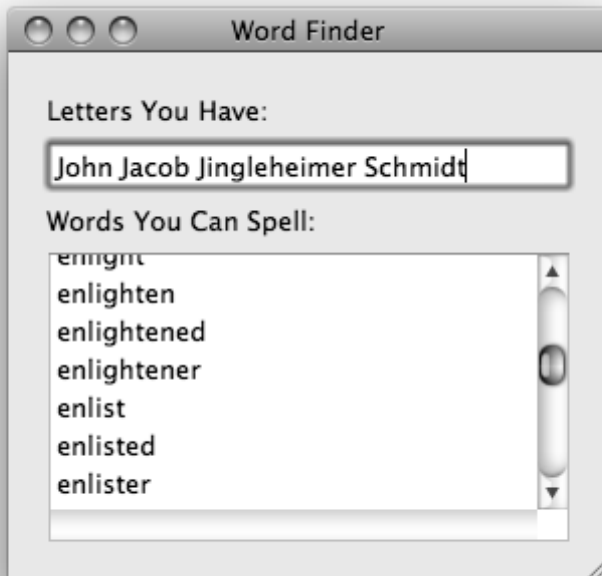 Word Finder
Letters You Have:
John Jacob Jingleheimer Schmidt
Words You Can Spell:
enlight
enlighten
enlightened
enlightener
enlist
enlisted
enlister